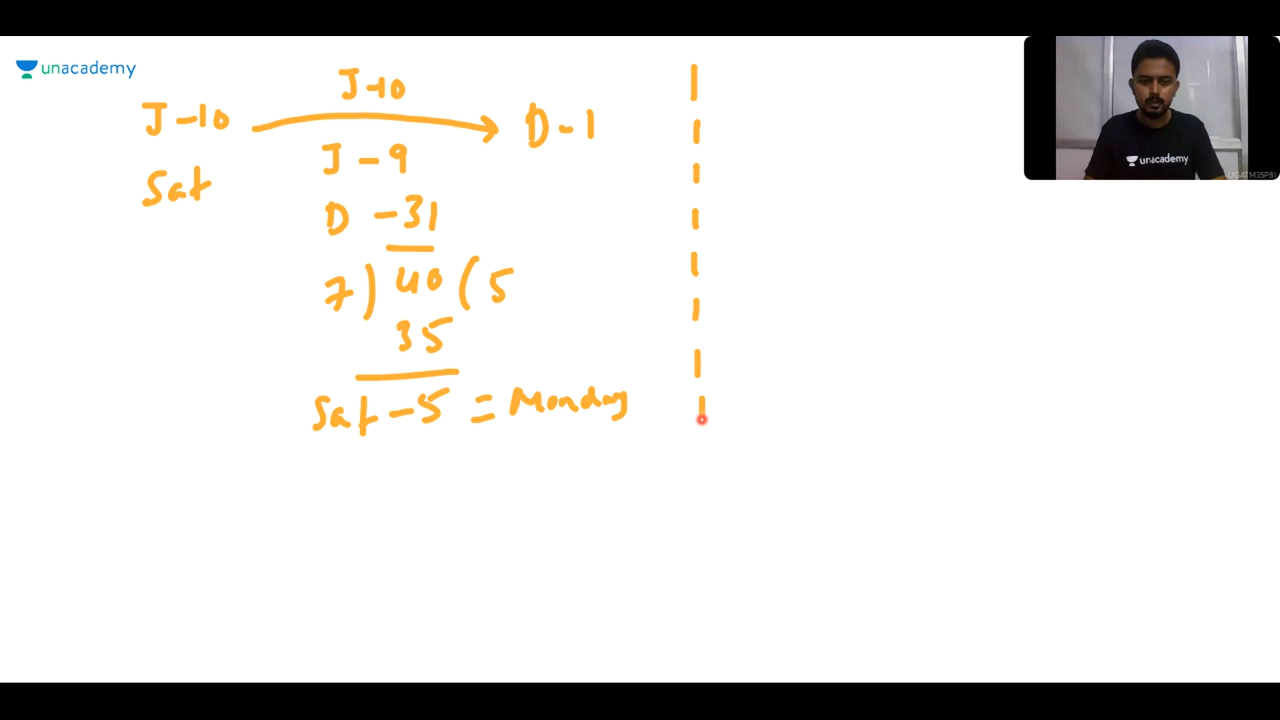 unacademy
J-10
J-10
D-1
J-9
Sat
D-31
7)40(5
35
Sat-5=Monday
unacademy